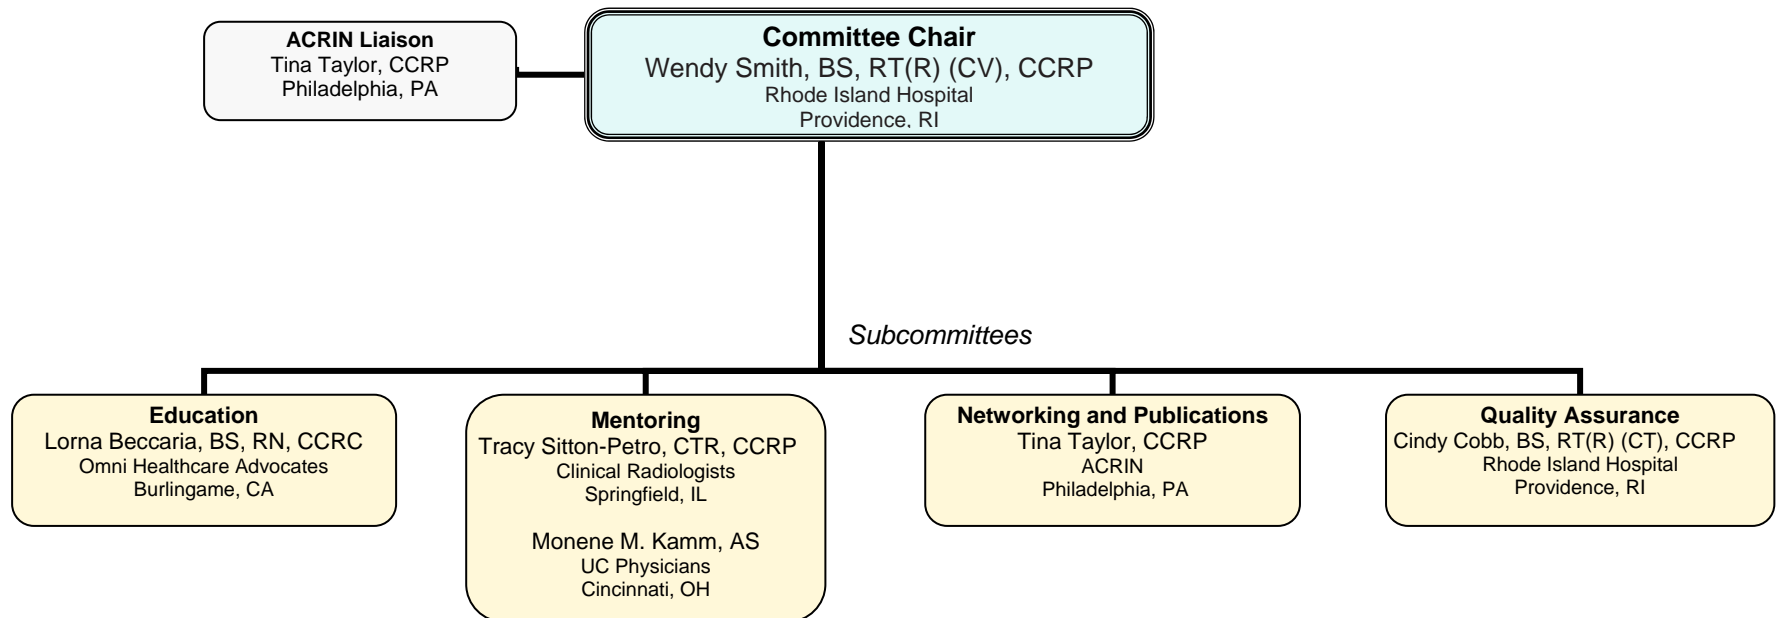 ACRIN Liaison
Tina Taylor, CCRP
Philadelphia, PA
Committee Chair
Wendy Smith, BS, RT(R) (CV), CCRP
Rhode Island Hospital
Providence, RI
Subcommittees
Education
Lorna Beccaria, BS, RN, CCRC
Omni Healthcare Advocates
Burlingame, CA
Mentoring
Tracy Sitton-Petro, CTR, CCRP
Clinical Radiologists
Springfield, IL
Monene M. Kamm, AS
UC Physicians
Cincinnati, OH
Networking and Publications
Tina Taylor, CCRP
ACRIN
Philadelphia, PA
Quality Assurance
Cindy Cobb, BS, RT(R) (CT), CCRP
Rhode Island Hospital
Providence, RI